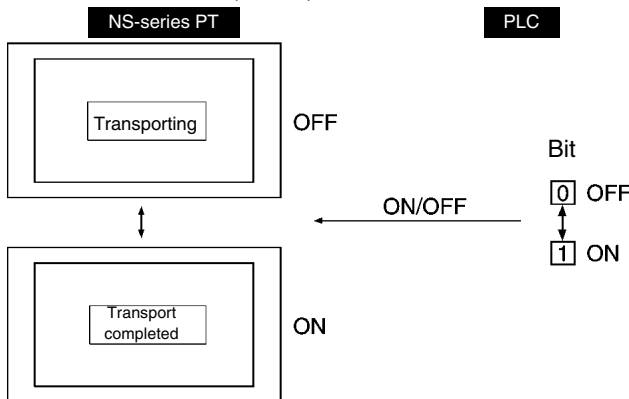 NS-series PT
PLC
Transporting
OFF
Bit
0 OFF
ON/OFF
1 ON
Transport
completed
ON